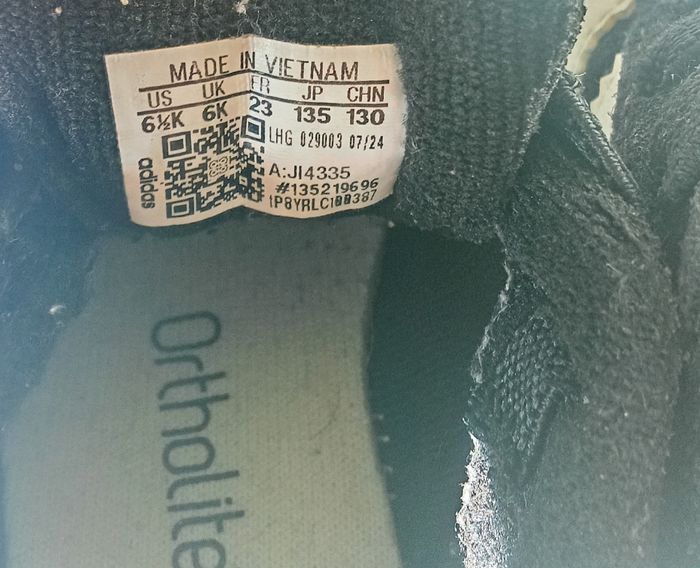 MADE IN VIETNAM
US UK FR JP CHN
6½K 6K 23 135 130
LHG 029003 07/24
A:JI4335
#135219696
adidas
Ortholite